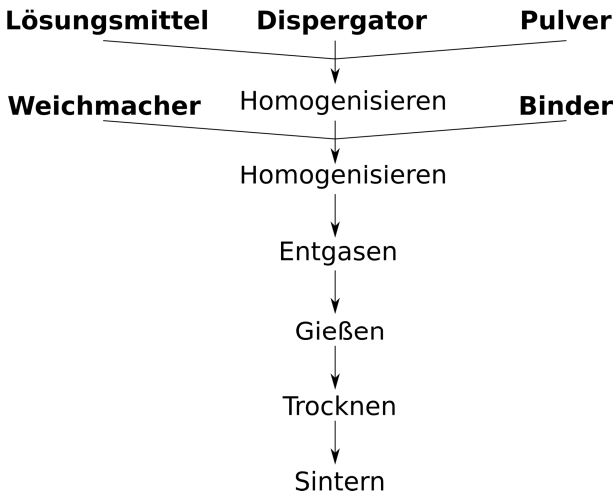 Lösungsmittel Dispergator Pulver
Homogenisieren
Weichmacher Binder
Homogenisieren
Entgasen
Gießen
Trocknen
Sintern